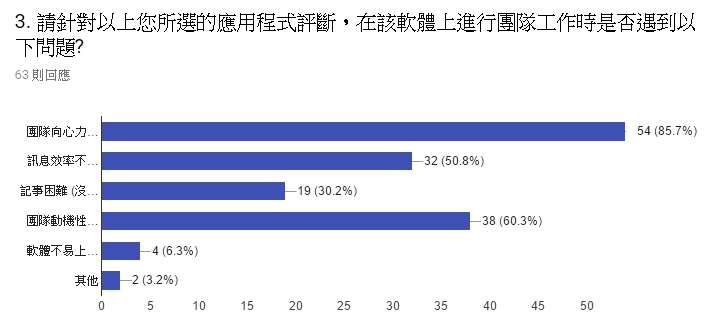 3. 請針對以上您所選的應用程式評斷，在該軟體上進行團隊工作時是否遇到以
下問題?
63 則回應
團隊向心力... 54 (85.7%)
訊息效率不... 32 (50.8%)
記事困難 (沒... 19 (30.2%)
團隊動機性... 38 (60.3%)
軟體不易上... 4 (6.3%)
其他 2 (3.2%)
0 5 10 15 20 25 30 35 40 45 50